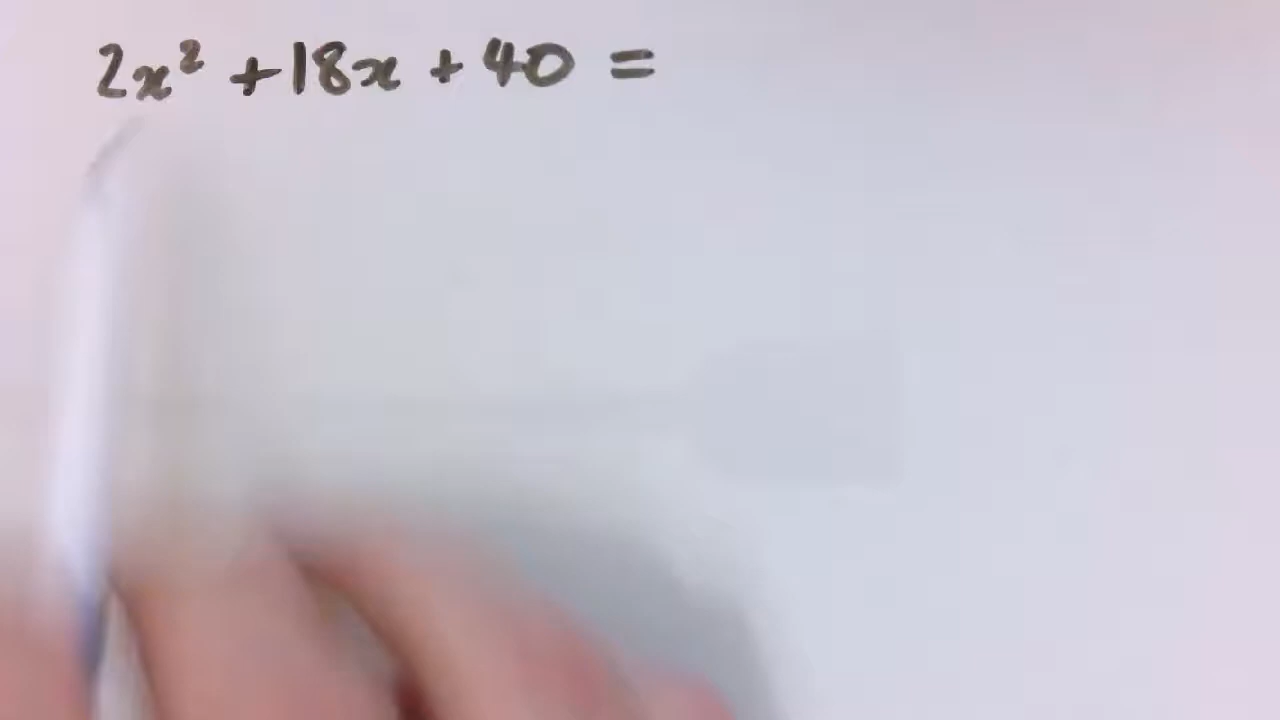 2x² + 18x + 40 =